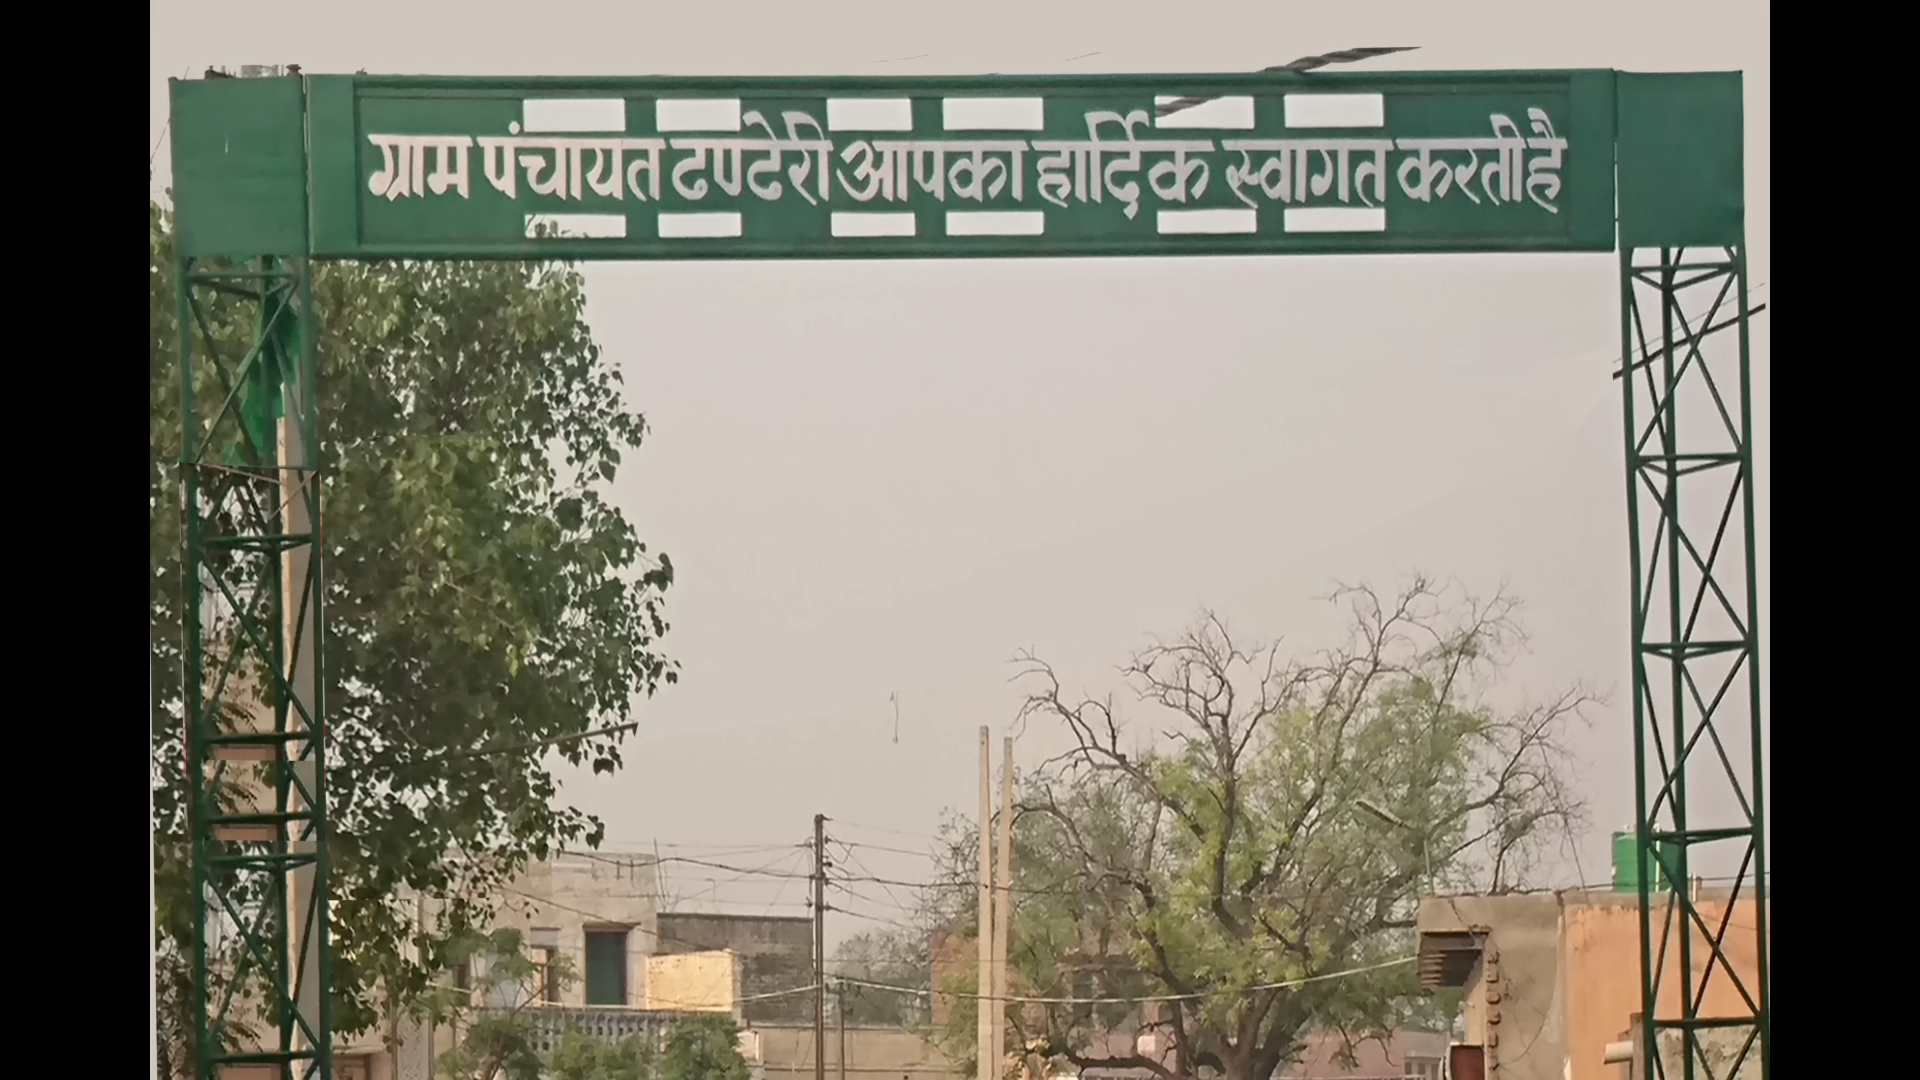 ग्राम पंचायत ढण्ढेरी आपका हार्दिक स्वागत करती है